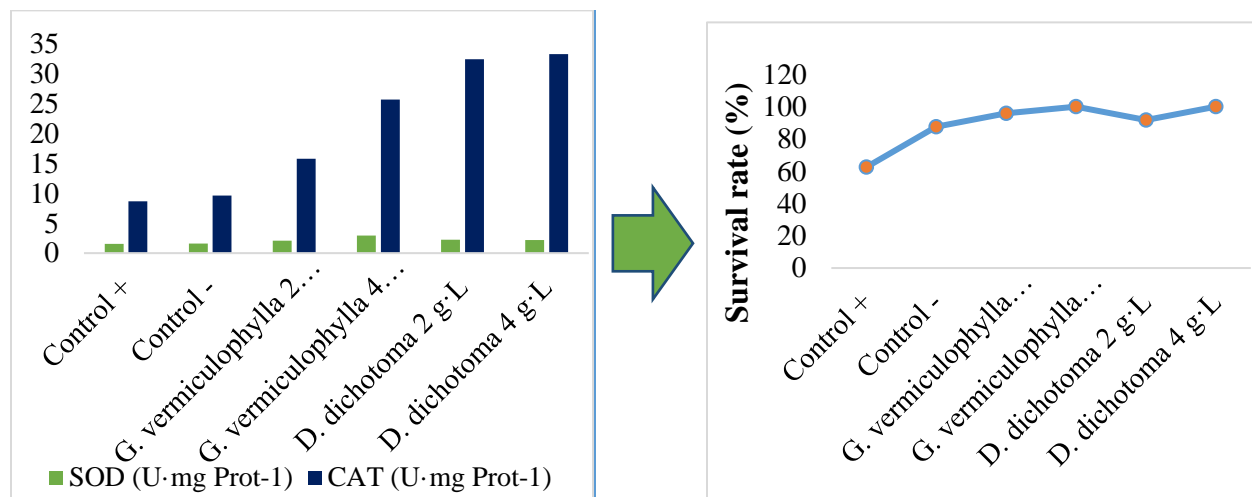 35
30
25
20
15
10
5
0
Control +
Control -
G. vermiculophylla 2…
G. vermiculophylla 4…
D. dichotoma 2 g·L
D. dichotoma 4 g·L
SOD (U·mg Prot-1) CAT (U·mg Prot-1)
Survival rate (%)
120
100
80
60
40
20
0
Control +
Control -
G. vermiculophylla…
G. vermiculophylla…
D. dichotoma 2 g·L
D. dichotoma 4 g·L